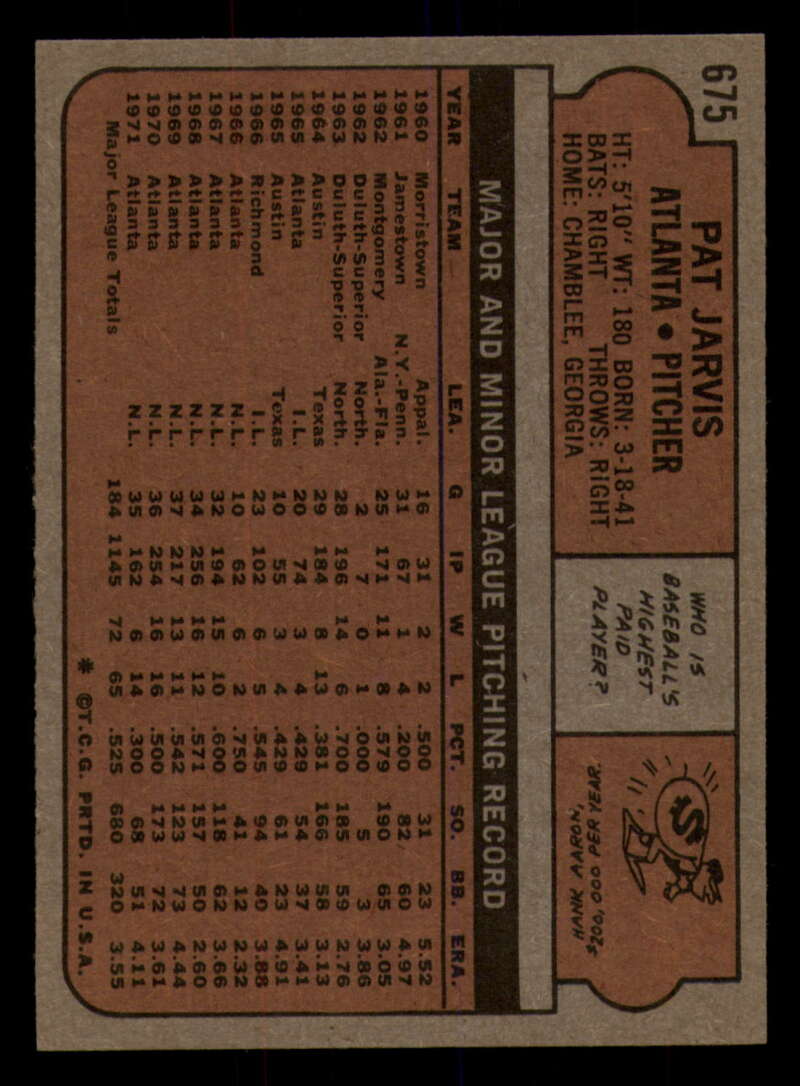 675
PAT JARVIS
ATLANTA • PITCHER
HT: 5'10" WT: 180 BORN: 3-18-41
BATS: RIGHT THROWS: RIGHT
HOME: CHAMBLEE, GEORGIA
WHO IS
BASEBALL'S
HIGHEST
PAID
PLAYER?
$
HANK AARON,
$200,000 PER YEAR.
MAJOR AND MINOR LEAGUE PITCHING RECORD
YEAR TEAM LEA. G IP W L PCT. SO. BB. ERA.
1960 Morristown Appal. 16 31 2 2 .500 31 23 5.52
1961 Jamestown N.Y.-Penn. 31 67 1 4 .200 82 60 4.97
1962 Montgomery Ala.-Fla. 25 171 11 8 .579 190 65 3.05
1962 Duluth-Superior North. 2 7 0 1 .000 5 3 3.86
1963 Duluth-Superior North. 28 196 14 6 .700 185 59 2.76
1964 Austin Texas 29 184 8 13 .381 166 58 3.13
1965 Atlanta I.L. 20 74 3 4 .429 54 37 3.41
1965 Austin Texas 10 55 3 4 .429 61 23 4.91
1966 Richmond I.L. 23 102 6 5 .545 94 40 3.88
1966 Atlanta N.L. 10 62 6 2 .750 41 12 2.32
1967 Atlanta N.L. 32 194 15 10 .600 118 62 3.66
1968 Atlanta N.L. 34 256 16 12 .571 157 50 2.60
1969 Atlanta N.L. 37 217 13 11 .542 123 73 4.44
1970 Atlanta N.L. 36 254 16 16 .500 173 72 3.61
1971 Atlanta N.L. 35 162 6 14 .300 68 51 4.11
Major League Totals 184 1145 72 65 .525 680 320 3.55
* ©T.C.G. PRTD. IN U.S.A.